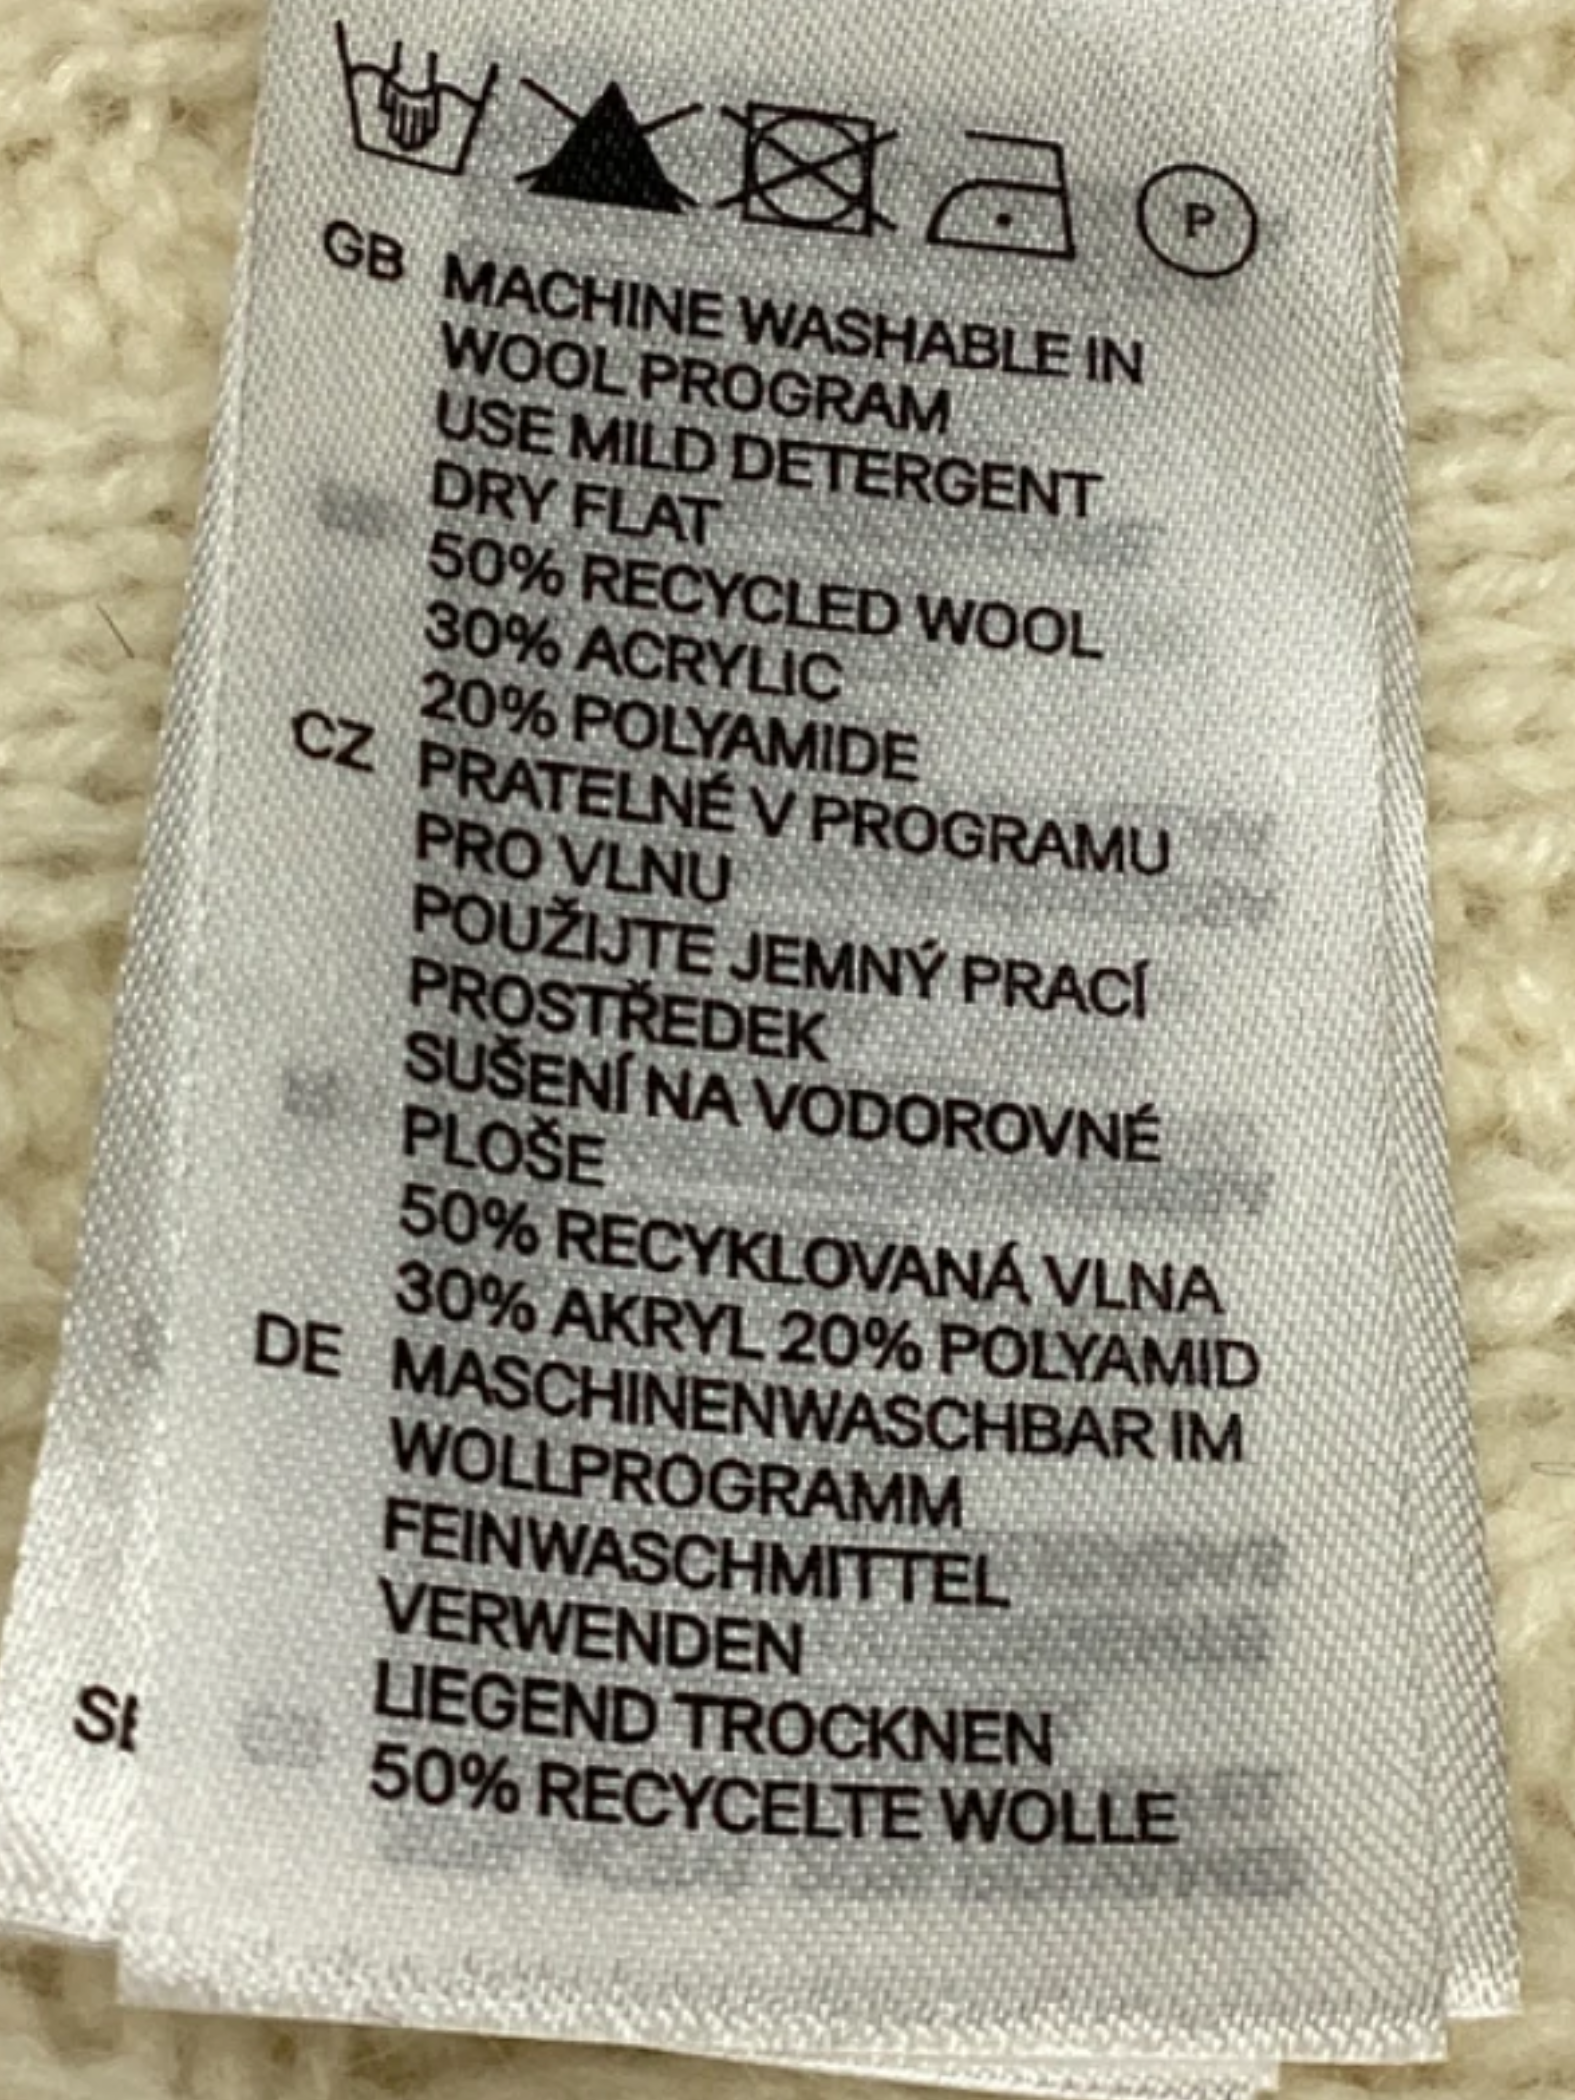 P
GB MACHINE WASHABLE IN
WOOL PROGRAM
USE MILD DETERGENT
DRY FLAT
50% RECYCLED WOOL
30% ACRYLIC
20% POLYAMIDE
CZ PRATELNÉ V PROGRAMU
PRO VLNU
POUŽIJTE JEMNÝ PRACÍ
PROSTŘEDEK
SUŠENÍ NA VODOROVNÉ
PLOŠE
50% RECYKLOVANÁ VLNA
30% AKRYL 20% POLYAMID
DE MASCHINENWASCHBAR IM
WOLLPROGRAMM
FEINWASCHMITTEL
VERWENDEN
LIEGEND TROCKNEN
50% RECYCELTE WOLLE